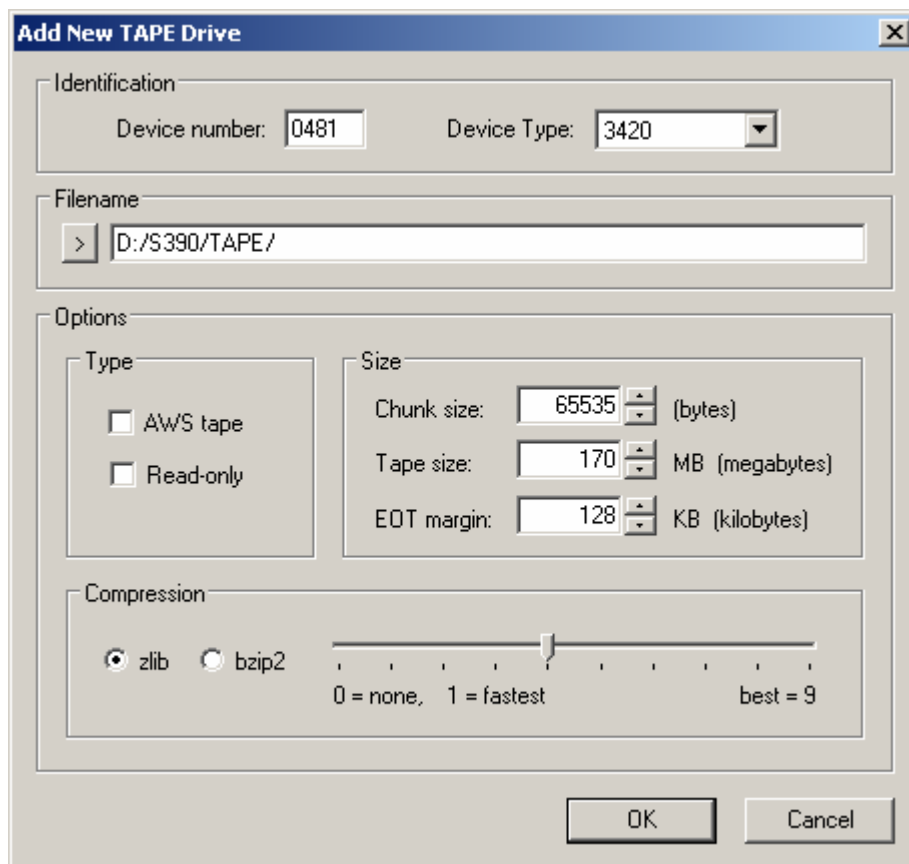 Add New TAPE Drive
Identification
Device number: 0481 Device Type: 3420
Filename
> D:/S390/TAPE/
Options
Type
AWS tape
Read-only
Size
Chunk size: 65535 (bytes)
Tape size: 170 MB (megabytes)
EOT margin: 128 KB (kilobytes)
Compression
zlib bzip2
0 = none, 1 = fastest best = 9
OK Cancel